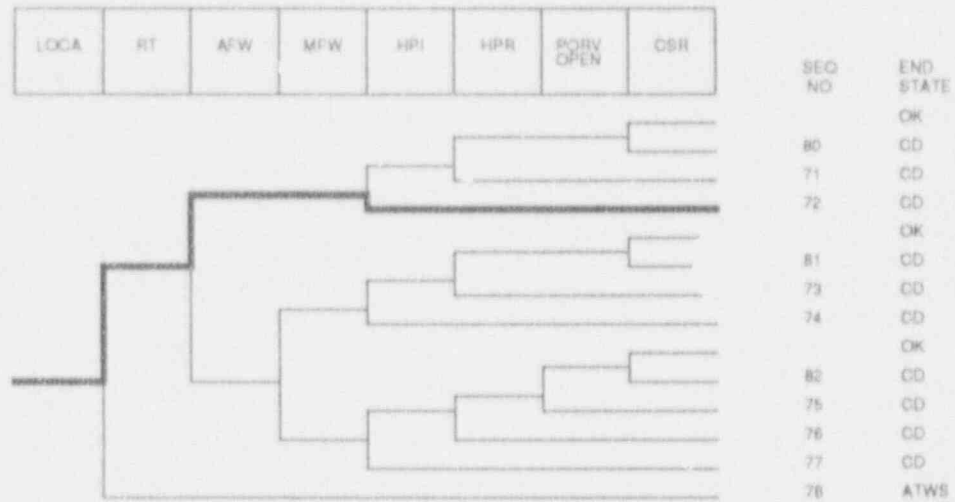 LOCA RT AFW MFW HPI HPR PORV OPEN CSR
SEQ NO END STATE
OK
80 CD
71 CD
72 CD
OK
81 CD
73 CD
74 CD
OK
82 CD
75 CD
76 CD
77 CD
78 ATWS